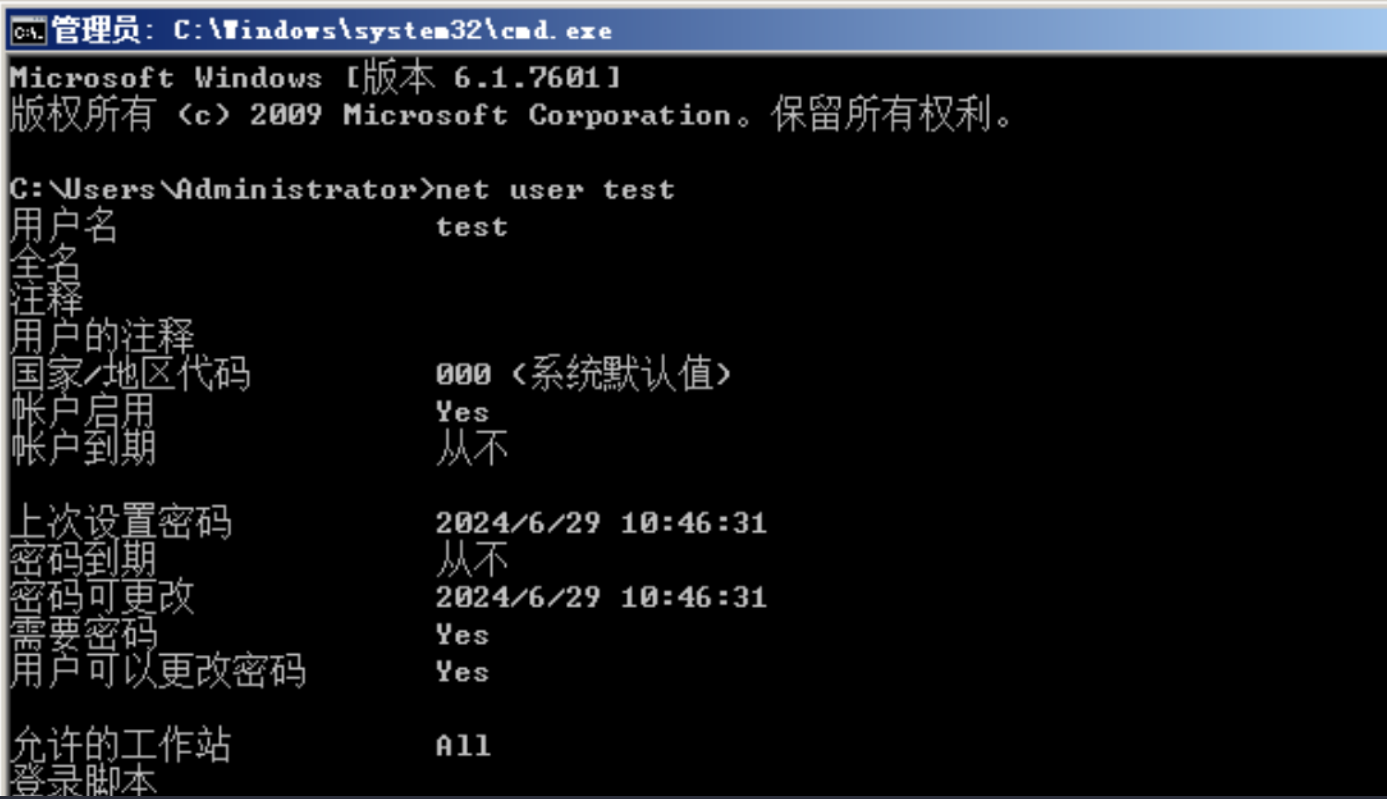 管理员: C:\Windows\system32\cmd.exe
Microsoft Windows [版本 6.1.7601]
版权所有 (c) 2009 Microsoft Corporation。保留所有权利。
C:\Users\Administrator>net user test
用户名 test
全名
注释
用户的注释
国家/地区代码 000 (系统默认值)
帐户启用 Yes
帐户到期 从不
上次设置密码 2024/6/29 10:46:31
密码到期 从不
密码可更改 2024/6/29 10:46:31
需要密码 Yes
用户可以更改密码 Yes
允许的工作站 All
登录脚本